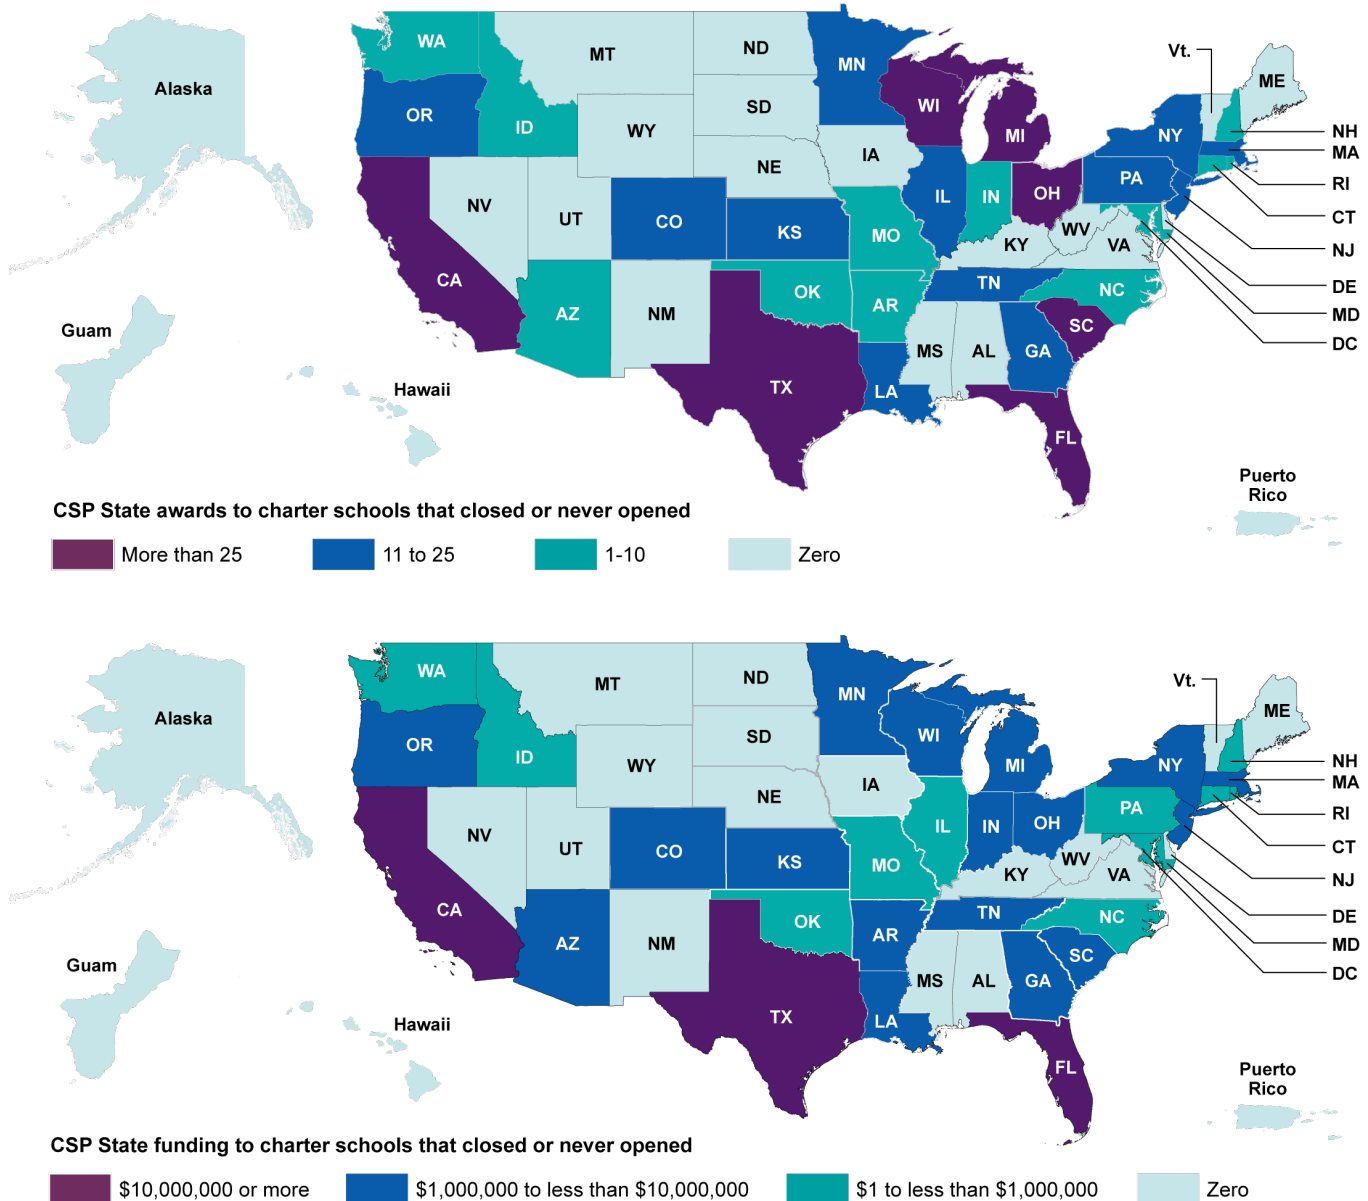 WA
MT
ND
MN
Vt.
ME
Alaska
OR
ID
WY
SD
WI
MI
NY
NH
MA
IA
NE
PA
RI
NV
UT
CO
KS
IL
IN
OH
CT
MO
KY
WV
VA
NJ
CA
AZ
NM
OK
AR
TN
NC
DE
MD
Guam
MS
AL
GA
SC
DC
Hawaii
TX
LA
FL
Puerto
Rico
CSP State awards to charter schools that closed or never opened
More than 25
11 to 25
1-10
Zero
WA
MT
ND
MN
Vt.
ME
Alaska
OR
ID
WY
SD
WI
MI
NY
NH
MA
IA
NE
PA
RI
NV
UT
CO
KS
IL
IN
OH
CT
MO
KY
WV
VA
NJ
CA
AZ
NM
OK
AR
TN
NC
DE
MD
Guam
MS
AL
GA
SC
DC
Hawaii
TX
LA
FL
Puerto
Rico
CSP State funding to charter schools that closed or never opened
$10,000,000 or more
$1,000,000 to less than $10,000,000
$1 to less than $1,000,000
Zero